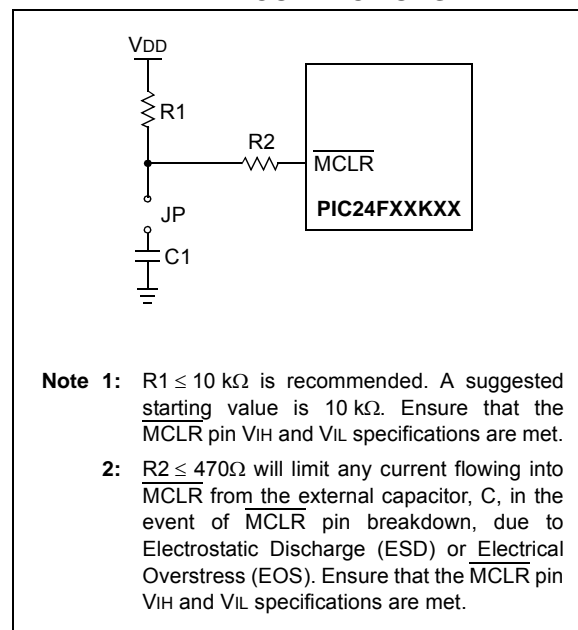 VDD
R1
R2
MCLR
PIC24FXXKXX
JP
C1
Note 1: R1 ≤ 10 kΩ is recommended. A suggested
starting value is 10 kΩ. Ensure that the
MCLR pin VIH and VIL specifications are met.
2: R2 ≤ 470Ω will limit any current flowing into
MCLR from the external capacitor, C, in the
event of MCLR pin breakdown, due to
Electrostatic Discharge (ESD) or Electrical
Overstress (EOS). Ensure that the MCLR pin
VIH and VIL specifications are met.